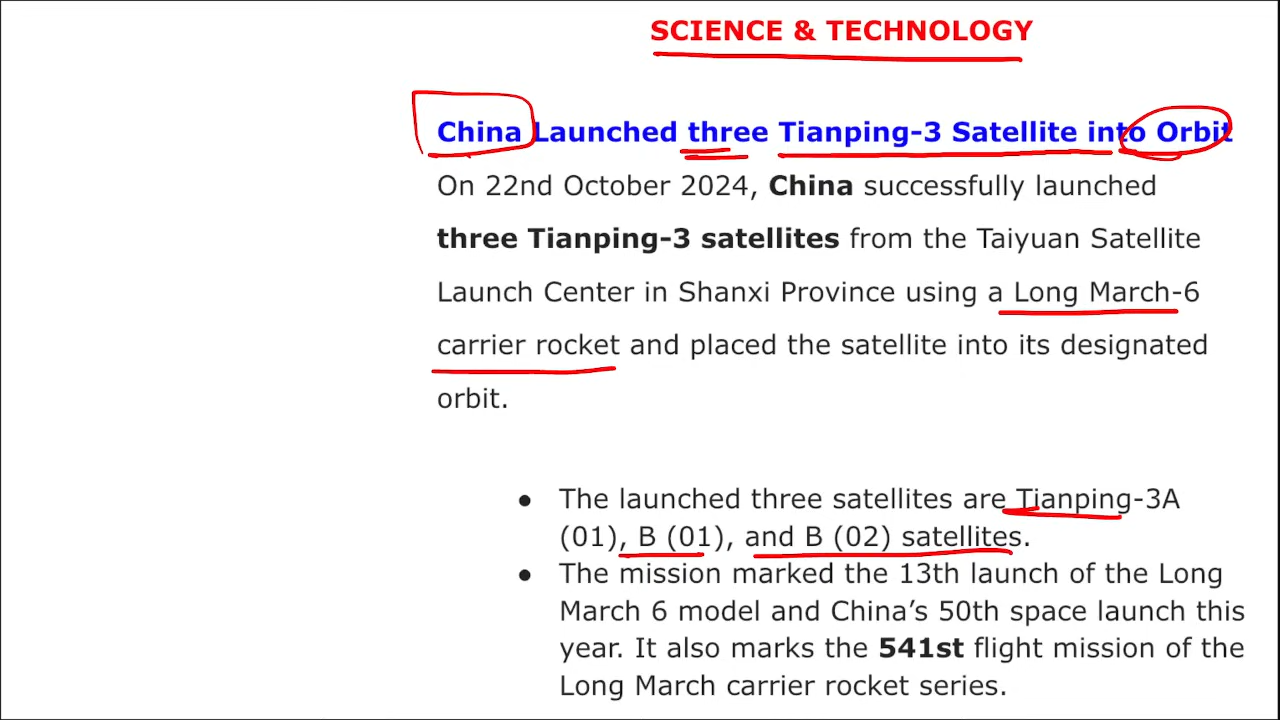 SCIENCE & TECHNOLOGY
China Launched three Tianping-3 Satellite into Orbit
On 22nd October 2024, China successfully launched
three Tianping-3 satellites from the Taiyuan Satellite
Launch Center in Shanxi Province using a Long March-6
carrier rocket and placed the satellite into its designated
orbit.
● The launched three satellites are Tianping-3A
(01), B (01), and B (02) satellites.
● The mission marked the 13th launch of the Long
March 6 model and China’s 50th space launch this
year. It also marks the 541st flight mission of the
Long March carrier rocket series.